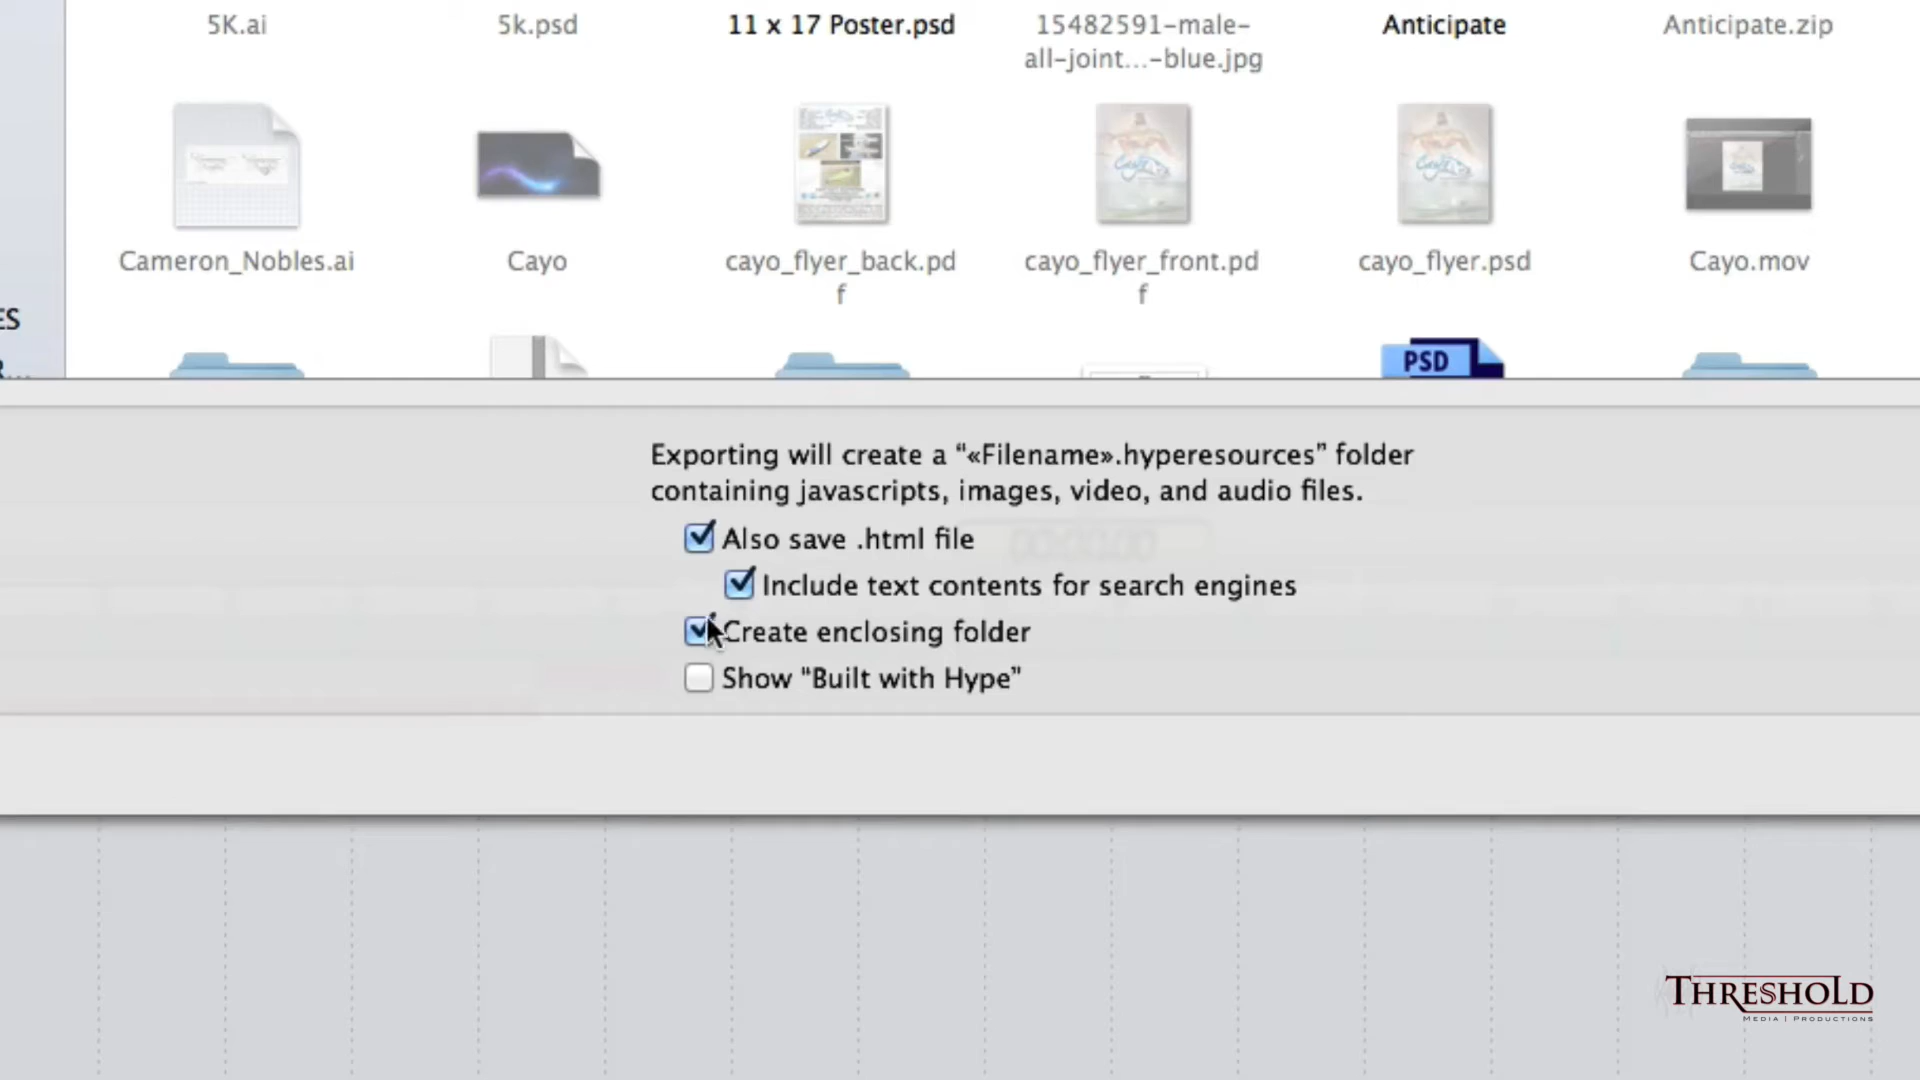 5K.ai
5k.psd
11 x 17 Poster.psd
15482591-male-
all-joint...-blue.jpg
Anticipate
Anticipate.zip
Cameron_Nobles.ai
Cayo
cayo_flyer_back.pd
f
cayo_flyer_front.pd
f
cayo_flyer.psd
Cayo.mov
ES
R...
PSD
Exporting will create a “«Filename».hyperesources” folder
containing javascripts, images, video, and audio files.
Also save .html file
Include text contents for search engines
Create enclosing folder
Show “Built with Hype”
THRESHOLD
MEDIA | PRODUCTIONS